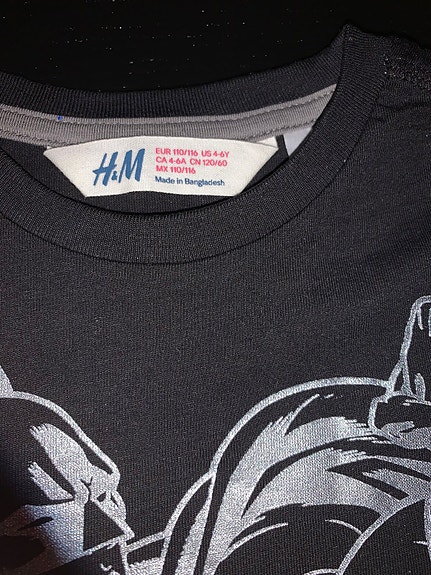 H&M
EUR 110/116 US 4-6Y
CA 4-6A CN 120/60
MX 110/116
Made in Bangladesh